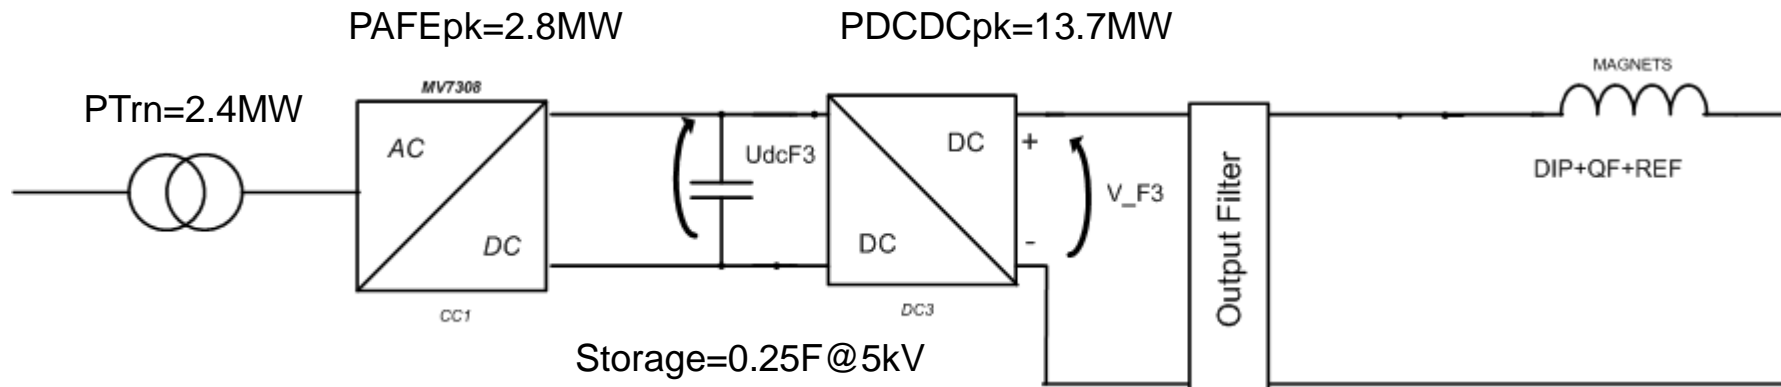 PAFEpk=2.8MW
PDCDCpk=13.7MW
MAGNETS
MV7308
PTrn=2.4MW
AC
UdcF3
DC
+
DIP+QF+REF
V_F3
DC
DC
-
Output Filter
CC1
DC3
Storage=0.25F@5kV